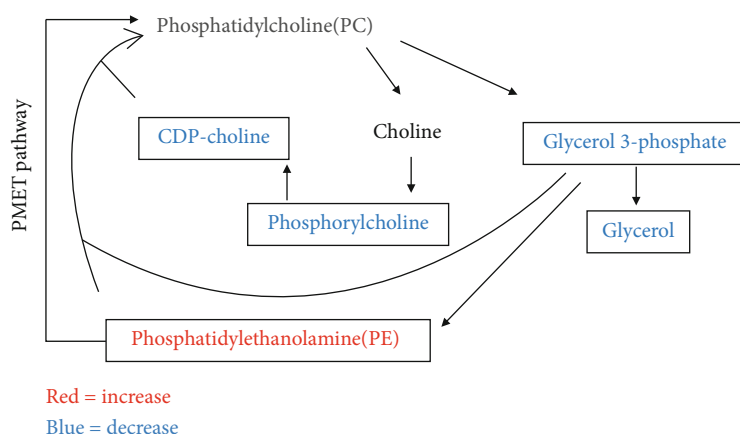 Phosphatidylcholine(PC)
PMET pathway
CDP-choline
Choline
Glycerol 3-phosphate
Phosphorylcholine
Glycerol
Phosphatidylethanolamine(PE)
Red = increase
Blue = decrease